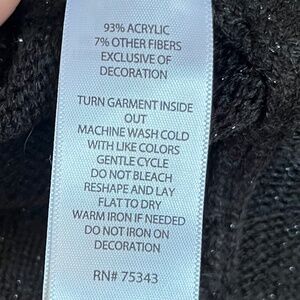 93% ACRYLIC
7% OTHER FIBERS
EXCLUSIVE OF
DECORATION
TURN GARMENT INSIDE
OUT
MACHINE WASH COLD
WITH LIKE COLORS
GENTLE CYCLE
DO NOT BLEACH
RESHAPE AND LAY
FLAT TO DRY
WARM IRON IF NEEDED
DO NOT IRON ON
DECORATION
RN# 75343